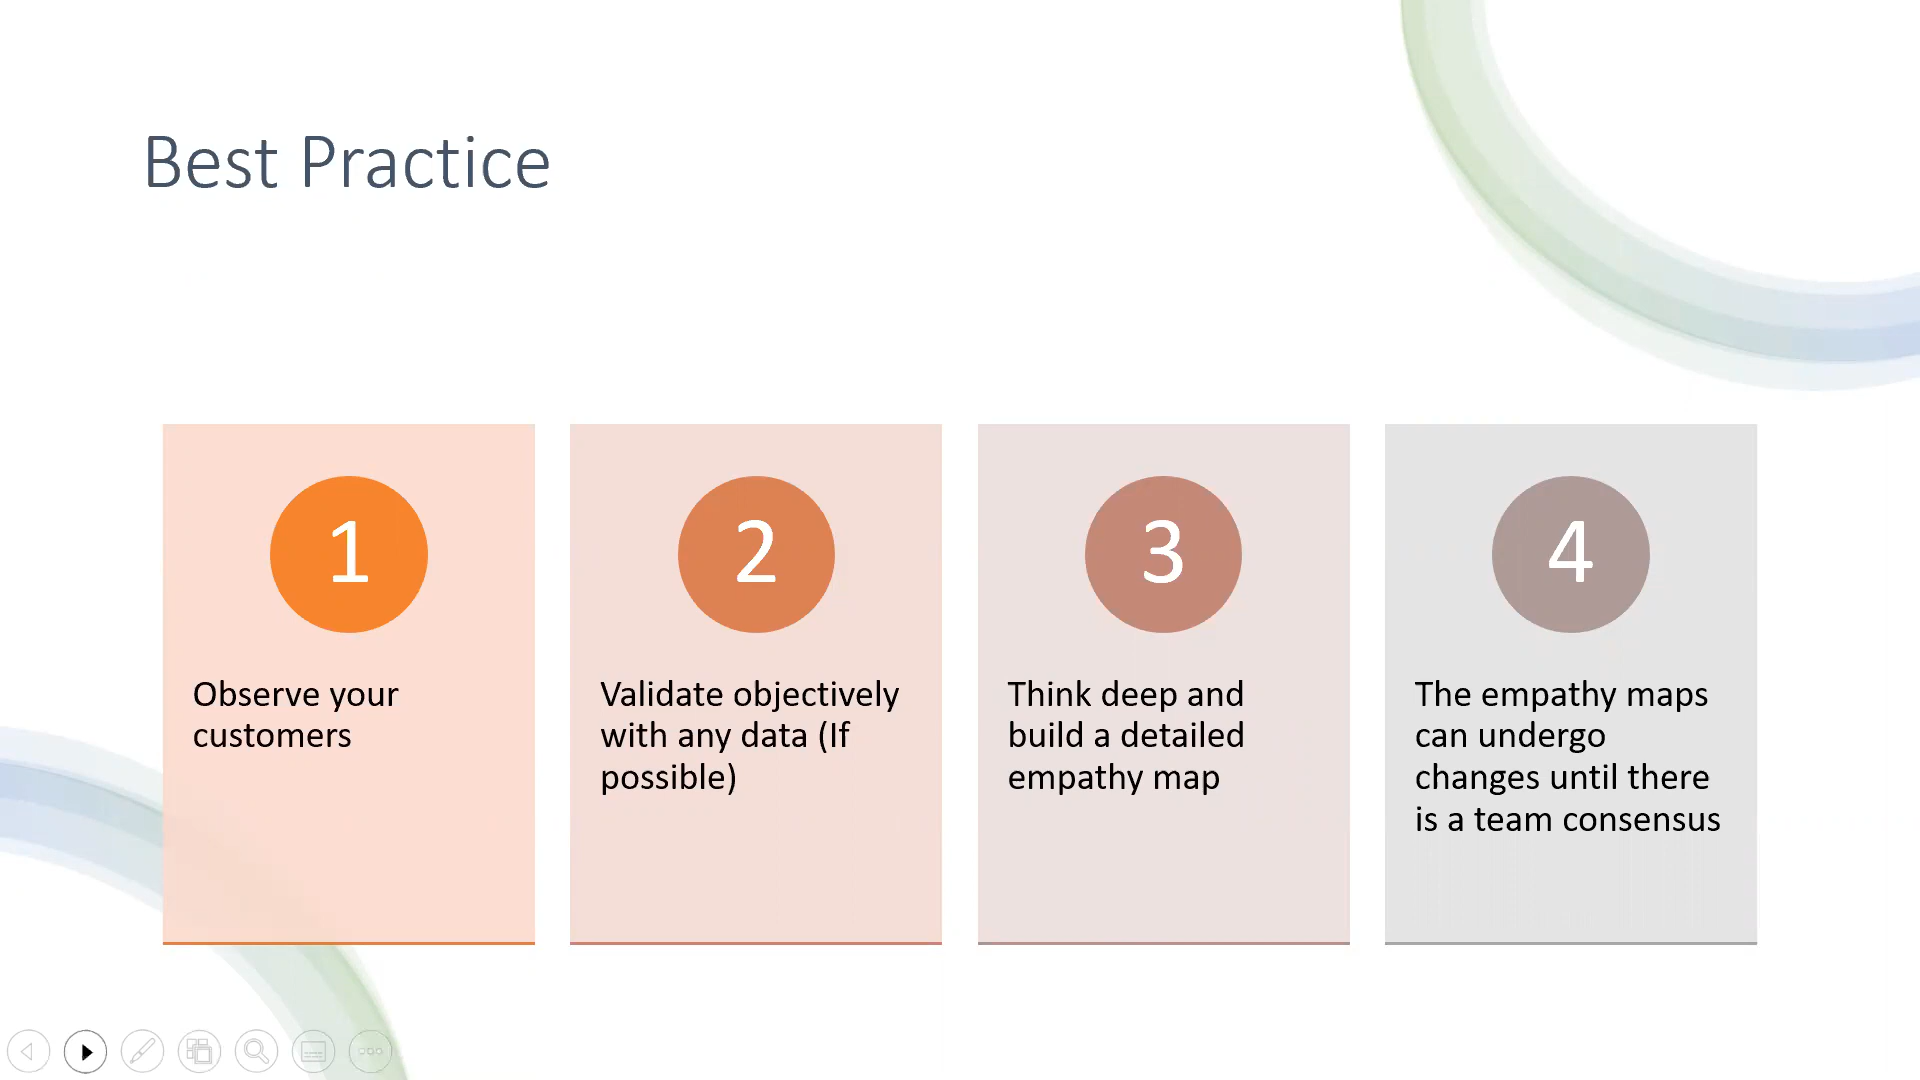 Best Practice
1
Observe your
customers
2
Validate objectively
with any data (If
possible)
3
Think deep and
build a detailed
empathy map
4
The empathy maps
can undergo
changes until there
is a team consensus